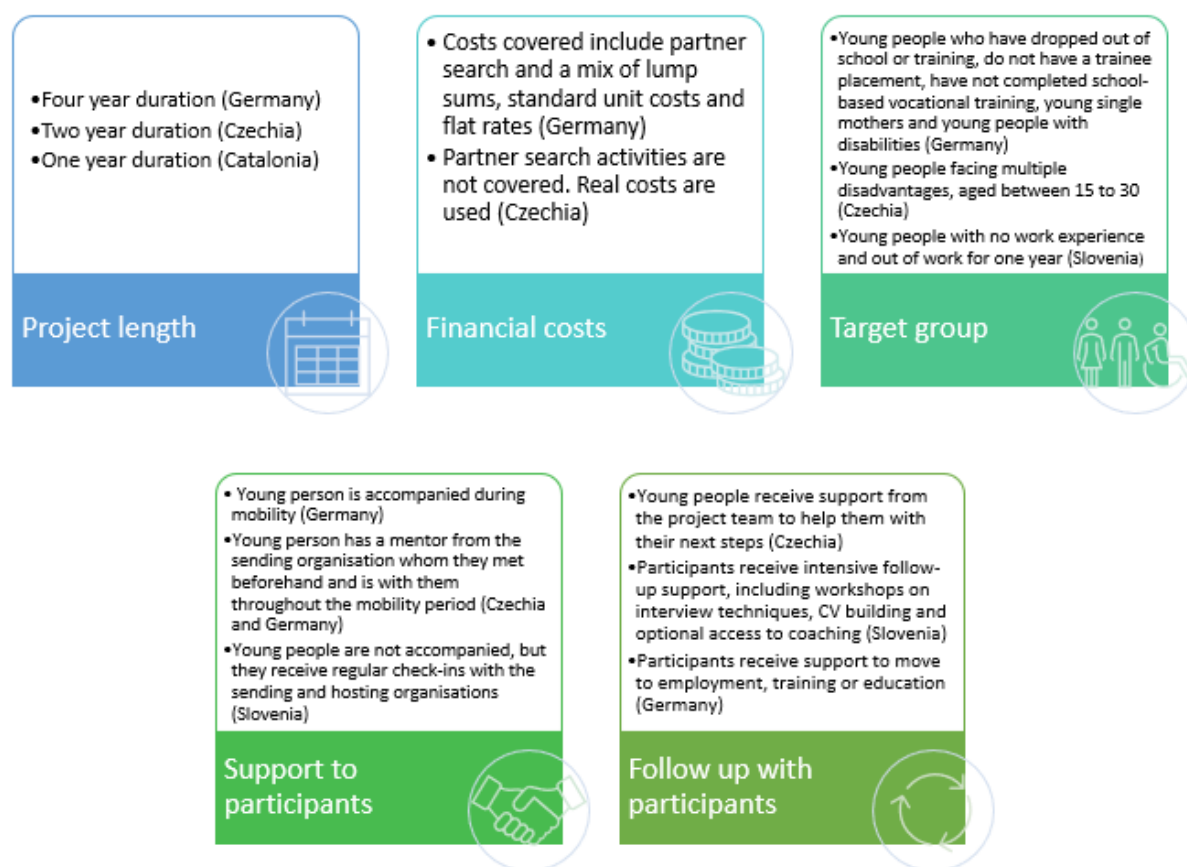 •Four year duration (Germany)
•Two year duration (Czechia)
•One year duration (Catalonia)
Project length
• Costs covered include partner
search and a mix of lump
sums, standard unit costs and
flat rates (Germany)
• Partner search activities are
not covered. Real costs are
used (Czechia)
Financial costs
•Young people who have dropped out of
school or training, do not have a trainee
placement, have not completed school-
based vocational training, young single
mothers and young people with
disabilities (Germany)
•Young people facing multiple
disadvantages, aged between 15 to 30
(Czechia)
•Young people with no work experience
and out of work for one year (Slovenia)
Target group
• Young person is accompanied during
mobility (Germany)
•Young person has a mentor from the
sending organisation whom they met
beforehand and is with them
throughout the mobility period (Czechia
and Germany)
•Young people are not accompanied, but
they receive regular check-ins with the
sending and hosting organisations
(Slovenia)
Support to
participants
•Young people receive support from
the project team to help them with
their next steps (Czechia)
•Participants receive intensive follow-
up support, including workshops on
interview techniques, CV building and
optional access to coaching (Slovenia)
•Participants receive support to move
to employment, training or education
(Germany)
Follow up with
participants